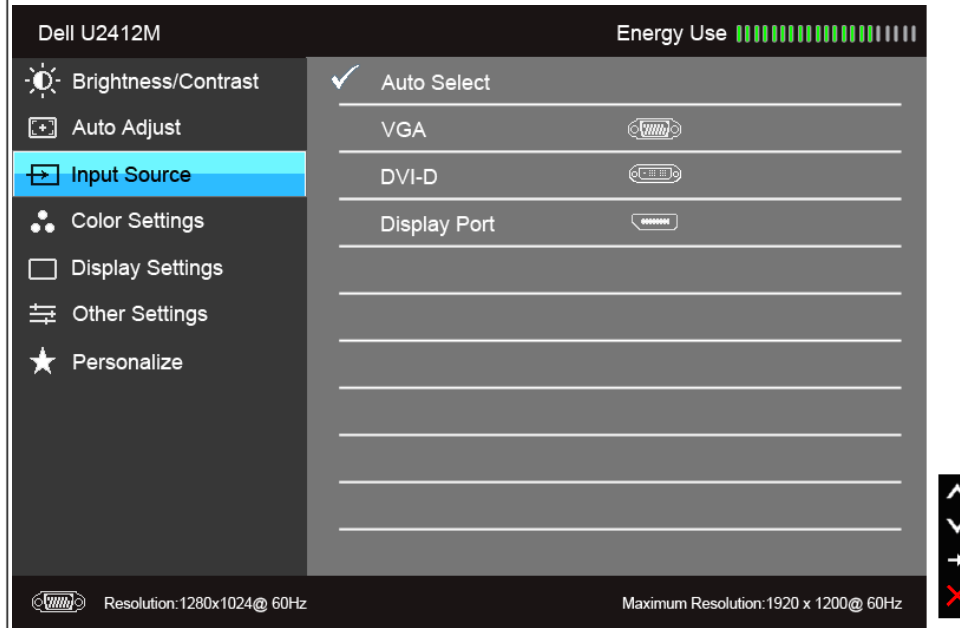 Dell U2412M
Energy Use
Brightness/Contrast
Auto Adjust
Input Source
Color Settings
Display Settings
Other Settings
Personalize
Auto Select
VGA
DVI-D
Display Port
Resolution:1280x1024@ 60Hz
Maximum Resolution:1920 x 1200@ 60Hz